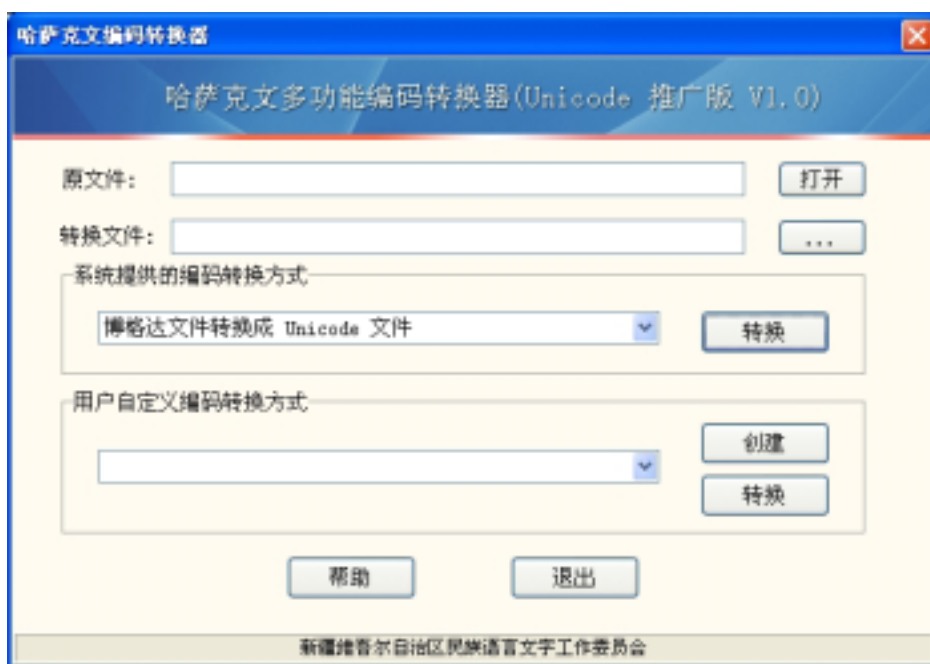 哈萨克文编码转换器
哈萨克文多功能编码转换器(Unicode 推广版 V1.0)
原文件: 打开
转换文件: ...
系统提供的编码转换方式
博格达文件转换成 Unicode 文件 转换
用户自定义编码转换方式
创建
转换
帮助 退出
新疆维吾尔自治区民族语言文字工作委员会